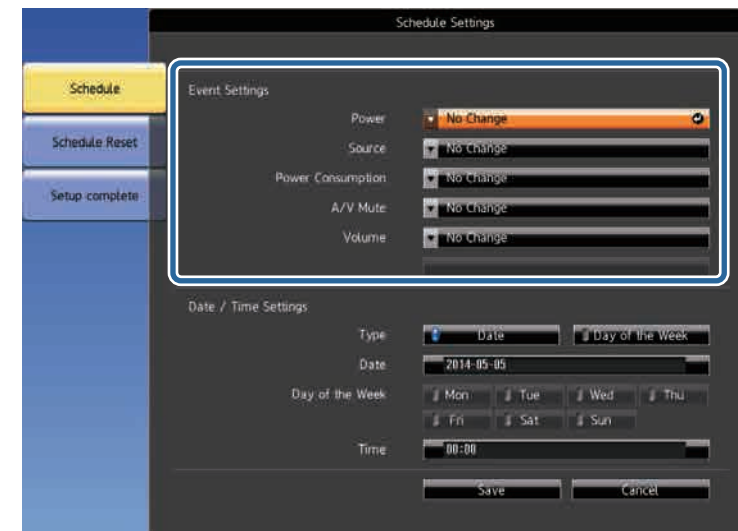 Schedule Settings
Schedule
Schedule Reset
Setup complete
Event Settings
Power No Change
Source No Change
Power Consumption No Change
A/V Mute No Change
Volume No Change
Date / Time Settings
Type Date Day of the Week
Date 2014-05-05
Day of the Week Mon Tue Wed Thu
Fri Sat Sun
Time 00:00
Save Cancel